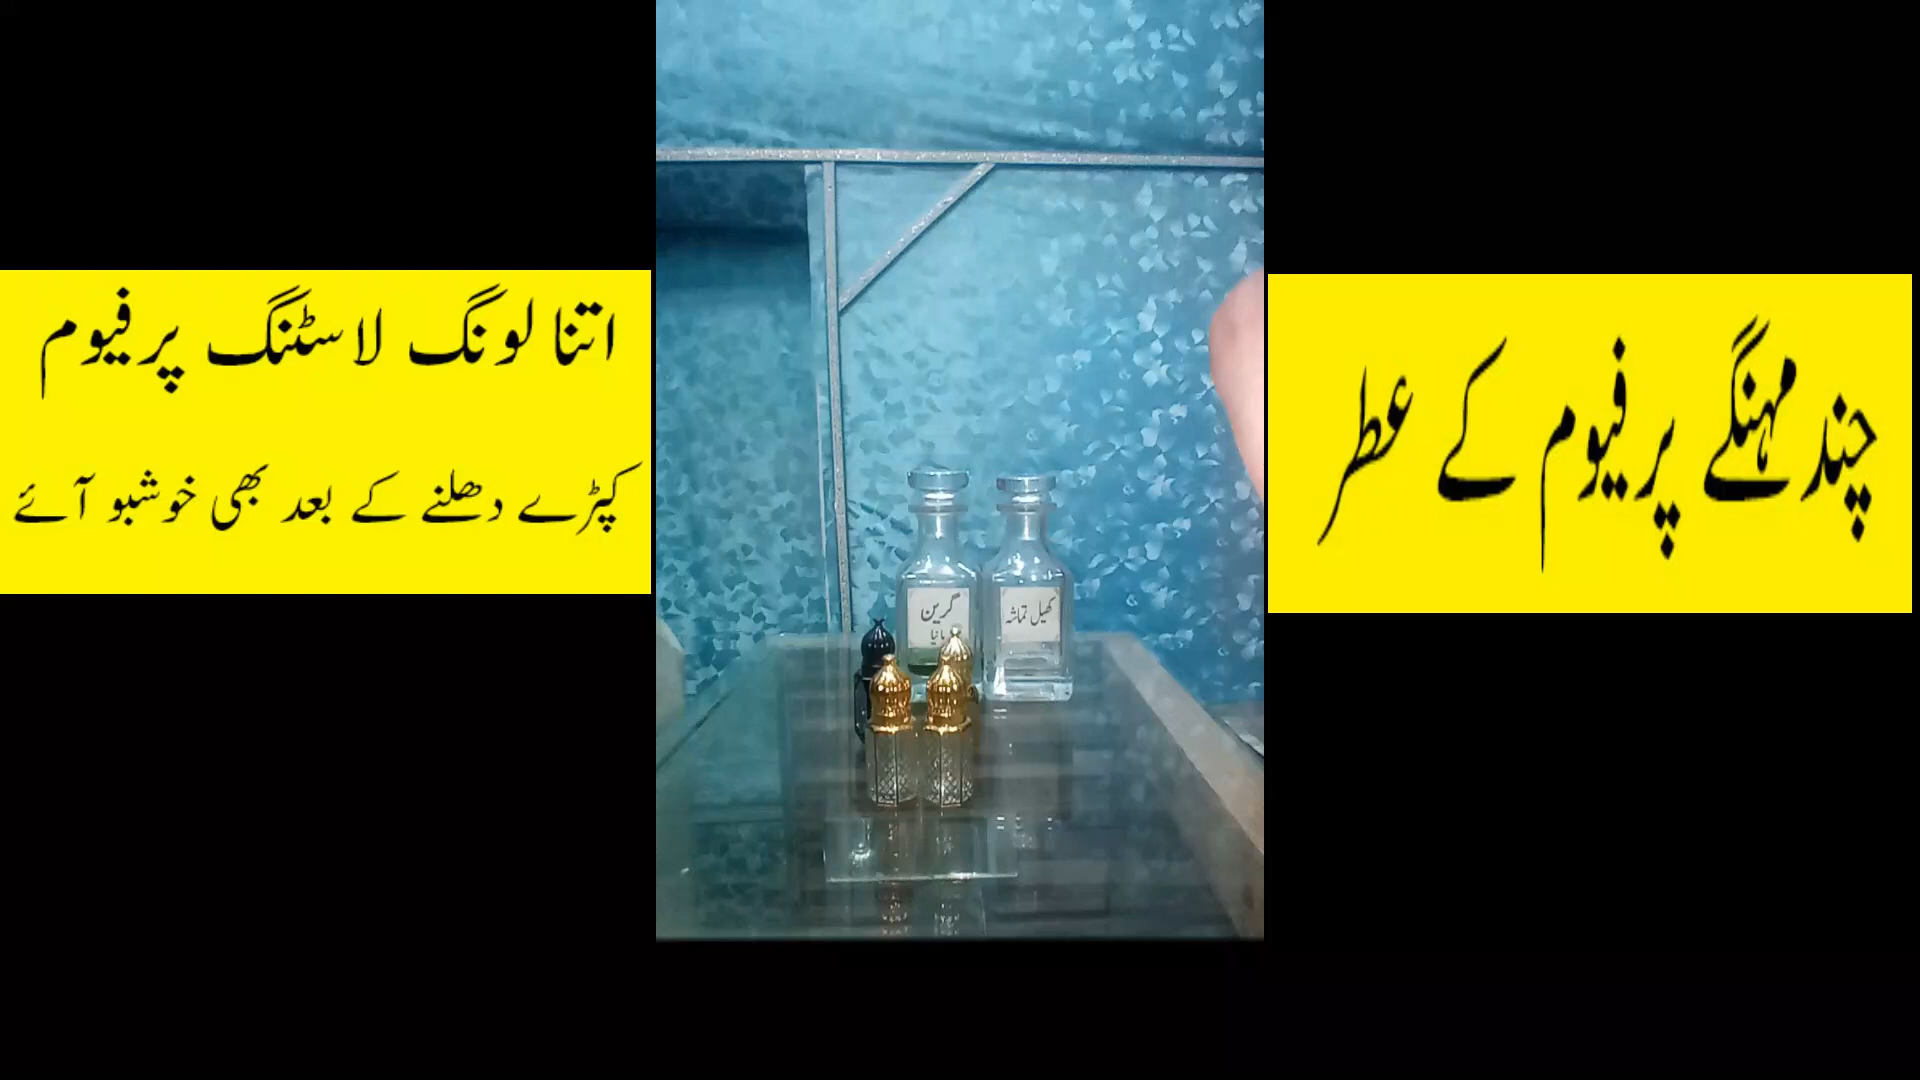 اتنا لونگ لاسٹنگ پرفیوم
کپڑے دھلنے کے بعد بھی خوشبو آئے
چند مہنگے پرفیوم کے عطر
گرین
کھیل تماشہ